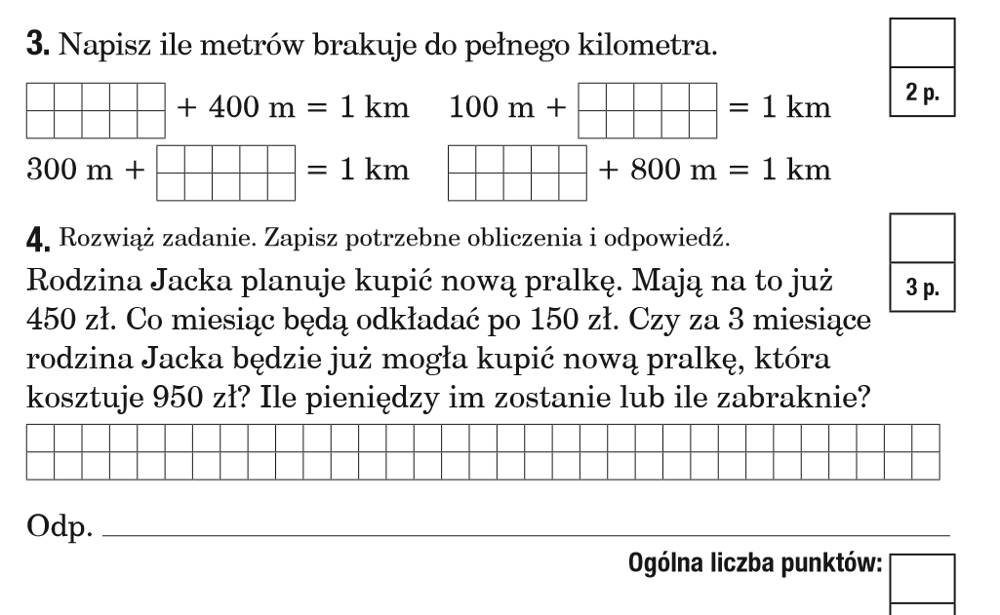 3. Napisz ile metrów brakuje do pełnego kilometra.
2 p.
+ 400 m = 1 km 100 m + = 1 km
300 m + = 1 km + 800 m = 1 km
4. Rozwiąż zadanie. Zapisz potrzebne obliczenia i odpowiedź.
3 p.
Rodzina Jacka planuje kupić nową pralkę. Mają na to już
450 zł. Co miesiąc będą odkładać po 150 zł. Czy za 3 miesiące
rodzina Jacka będzie już mogła kupić nową pralkę, która
kosztuje 950 zł? Ile pieniędzy im zostanie lub ile zabraknie?
Odp.
Ogólna liczba punktów: